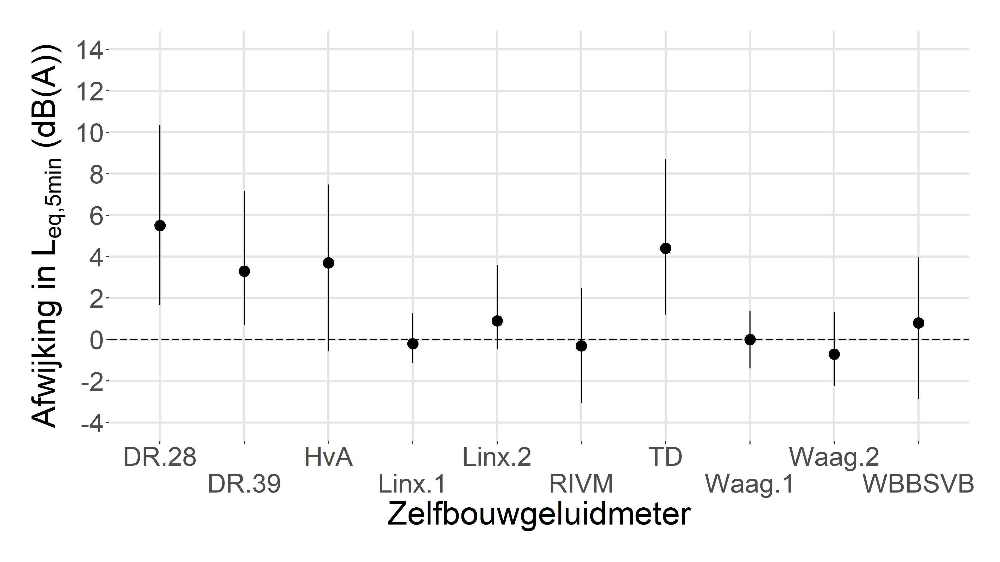 Afwijking in Leq,5min (dB(A))
14
12
10
8
6
4
2
0
-2
-4
DR.28 HvA Linx.2 TD Waag.2
DR.39 Linx.1 RIVM Waag.1 WBBSVB
Zelfbouwgeluidmeter